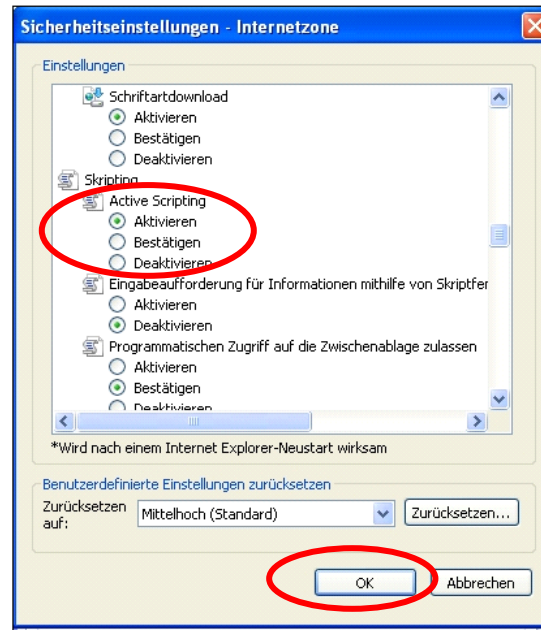 Sicherheitseinstellungen - Internetzone
Einstellungen
Schriftartdownload
Aktivieren
Bestätigen
Deaktivieren
Skripting
Active Scripting
Aktivieren
Bestätigen
Deaktivieren
Eingabeaufforderung für Informationen mithilfe von Skriptfer
Aktivieren
Deaktivieren
Programmatischen Zugriff auf die Zwischenablage zulassen
Aktivieren
Bestätigen
Deaktivieren
*Wird nach einem Internet Explorer-Neustart wirksam
Benutzerdefinierte Einstellungen zurücksetzen
Zurücksetzen auf:
Mittelhoch (Standard)
Zurücksetzen...
OK
Abbrechen